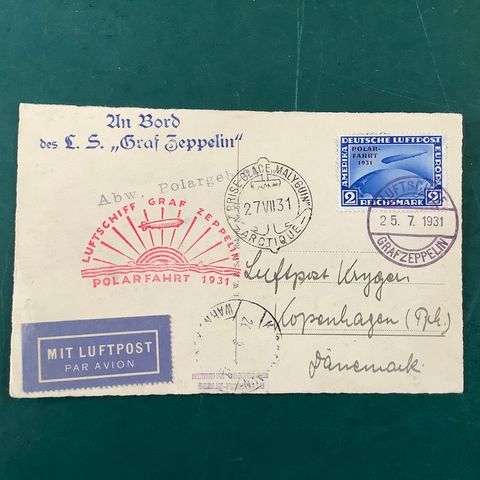 An Bord
des L. S. „Graf Zeppelin“
Abw. Polargeb
LUFTSCHIFF GRAF ZEPPELIN
POLARFAHRT 1931
BRISE GLACE „MALYGUIN“
27 VII 31
ARCTIQUE
DEUTSCHE LUFTPOST
AMERIKA
EUROPA
POLAR-
FAHRT
1931
2 REICHSMARK 2
LUFTSCHIFF
25. 7. 1931
GRAF ZEPPELIN
Luftpost
Kopenhagen (Tph.)
Dänemark.
MIT LUFTPOST
PAR AVION